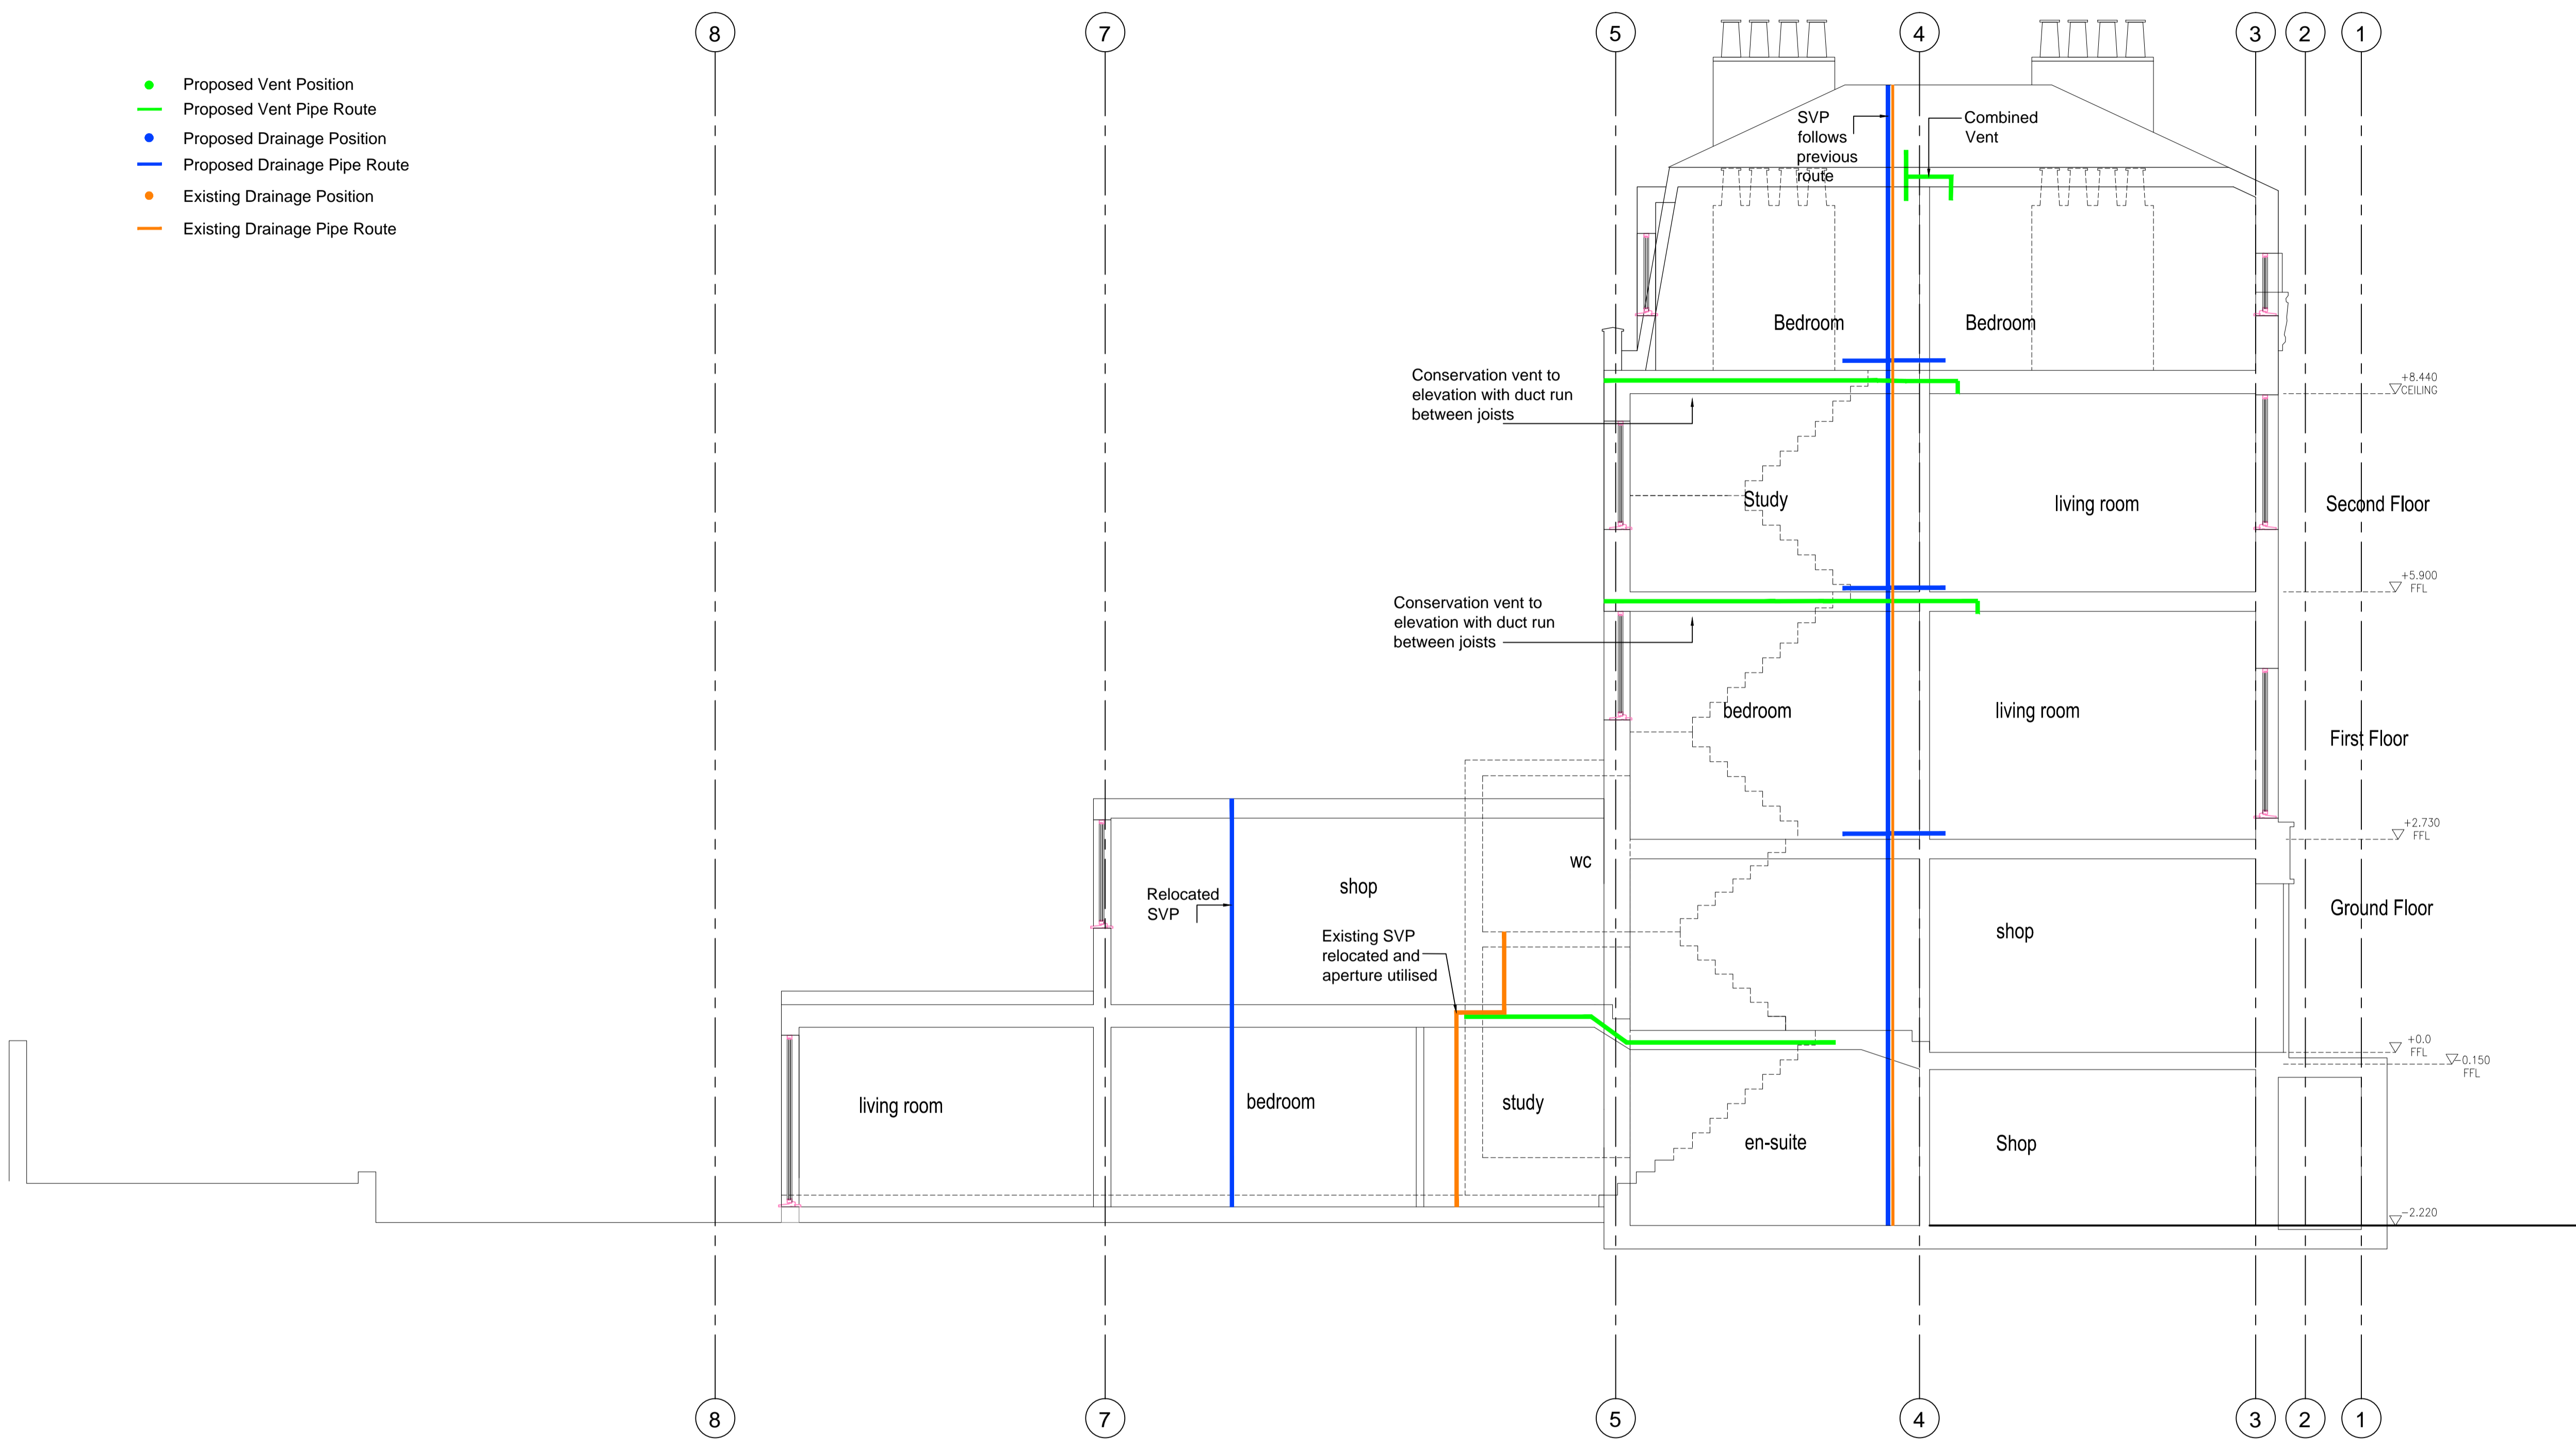 8
7
5
4
3
2
1
Proposed Vent Position
Proposed Vent Pipe Route
Proposed Drainage Position
Proposed Drainage Pipe Route
Existing Drainage Position
Existing Drainage Pipe Route
SVP
follows
previous
route
Combined
Vent
Bedroom
Bedroom
Conservation vent to
elevation with duct run
between joists
+8.440
CEILING
Study
living room
Second Floor
+5.900
FFL
Conservation vent to
elevation with duct run
between joists
bedroom
living room
First Floor
+2.730
FFL
wc
shop
Relocated
SVP
Existing SVP
relocated and
aperture utilised
shop
Ground Floor
+0.0
FFL
-0.150
FFL
living room
bedroom
study
en-suite
Shop
-2.220
8
7
5
4
3
2
1